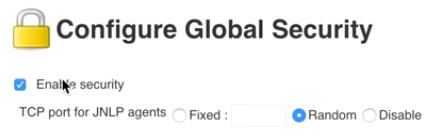 Configure Global Security
Enable security
TCP port for JNLP agents Fixed : Random Disable